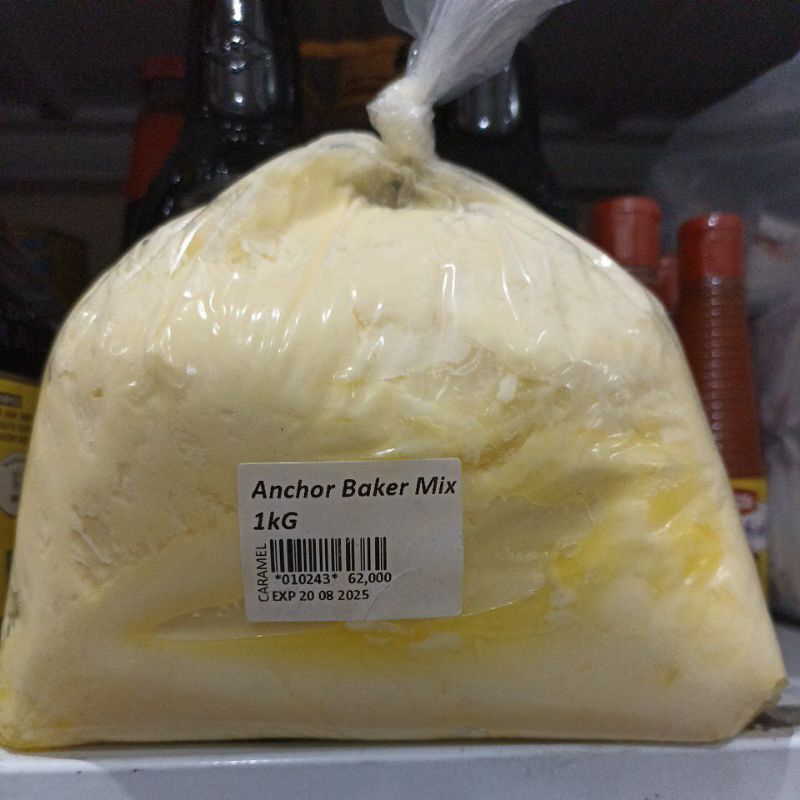 Anchor Baker Mix
1kG
CARAMEL
*010243* 62,000
EXP 20 08 2025